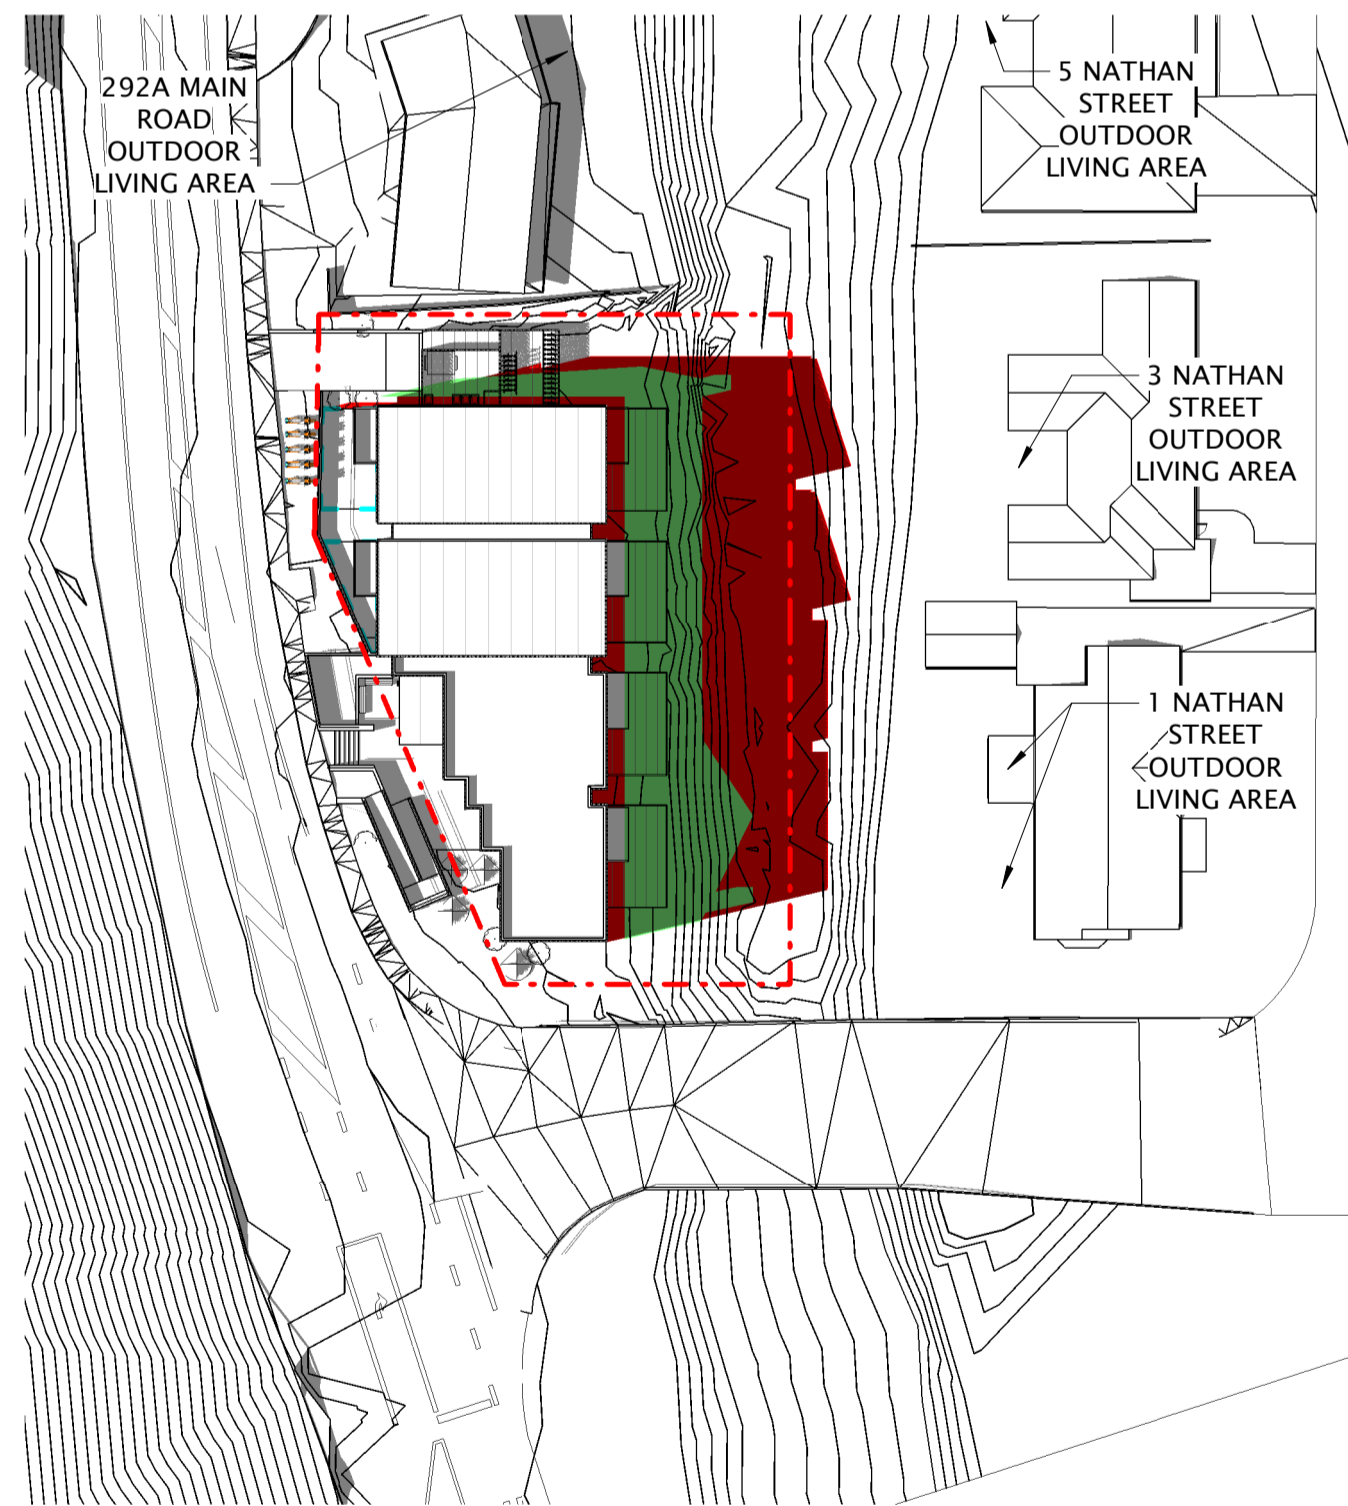 292A MAIN
ROAD
OUTDOOR
LIVING AREA
5 NATHAN
STREET
OUTDOOR
LIVING AREA
3 NATHAN
STREET
OUTDOOR
LIVING AREA
1 NATHAN
STREET
OUTDOOR
LIVING AREA